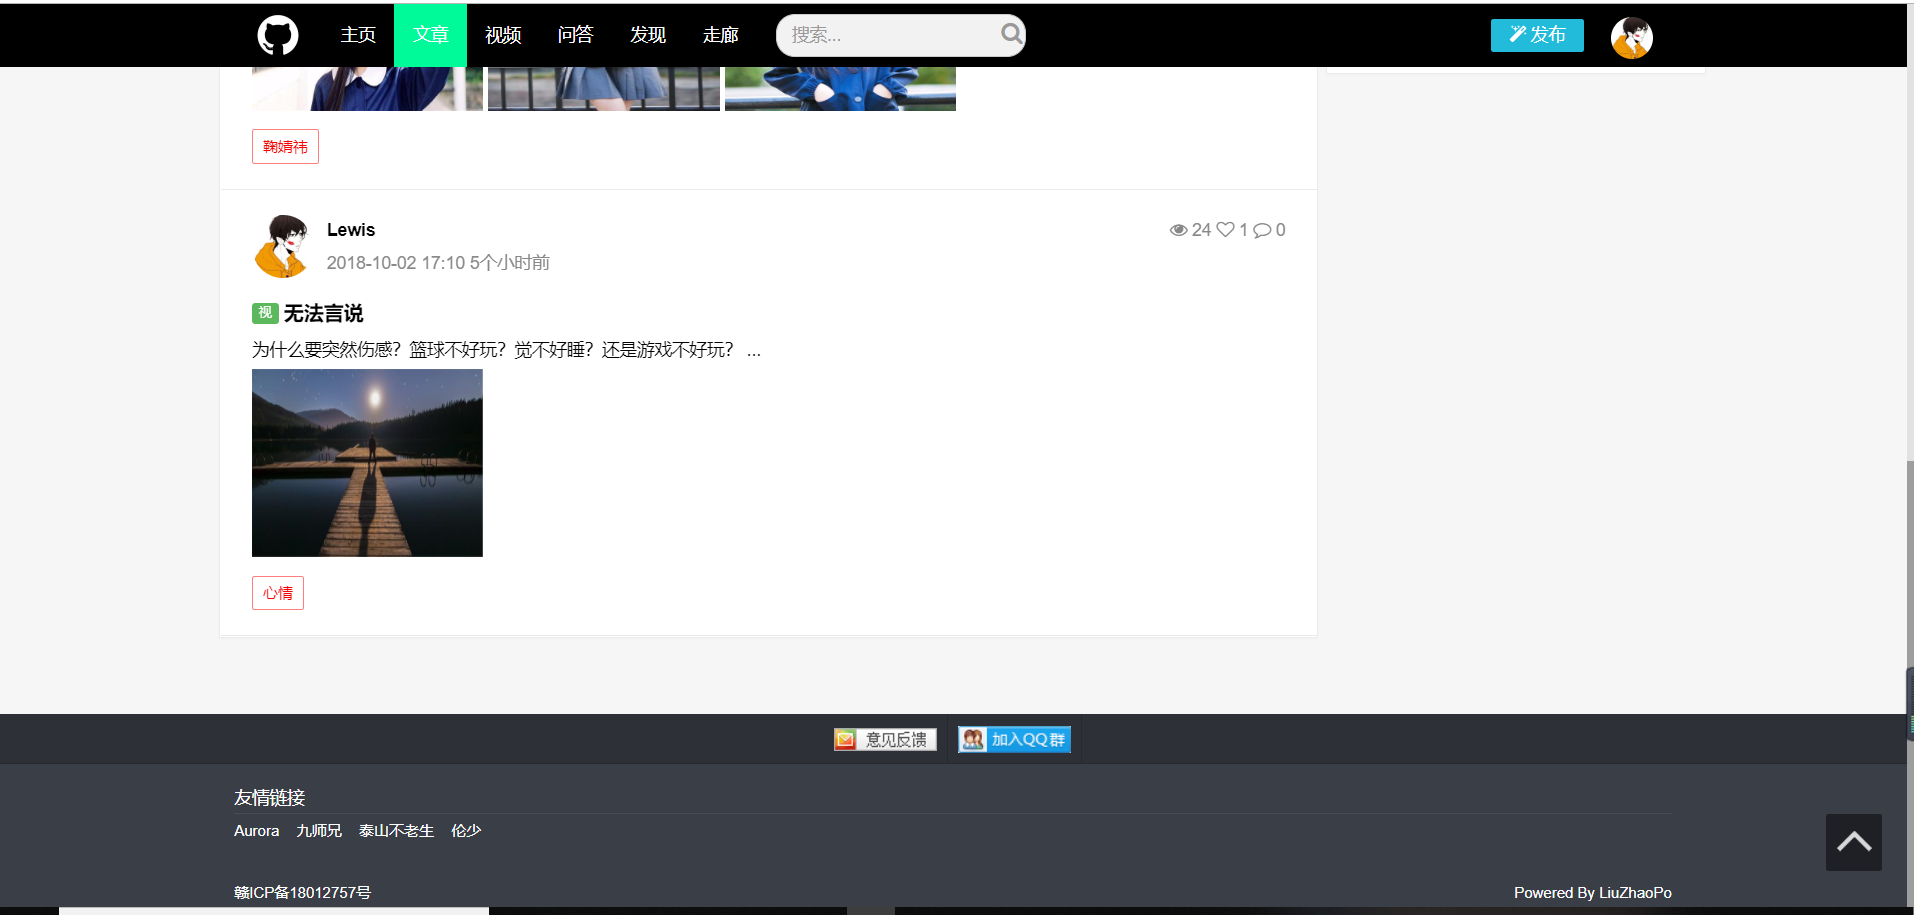 主页 文章 视频 问答 发现 走廊 搜索... 发布
鞠婧祎
Lewis 24 1 0
2018-10-02 17:10 5个小时前
视 无法言说
为什么要突然伤感？篮球不好玩？觉不好睡？还是游戏不好玩？ ...
心情
意见反馈 加入QQ群
友情链接
Aurora 九师兄 泰山不老生 伦少
赣ICP备18012757号 Powered By LiuZhaoPo